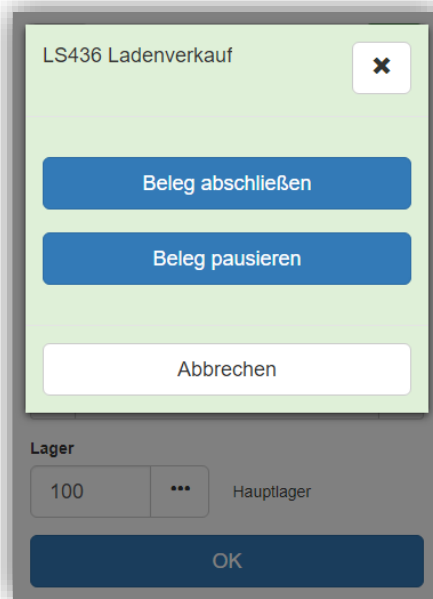 LS436 Ladenverkauf
Beleg abschließen
Beleg pausieren
Abbrechen
Lager
100 ••• Hauptlager
OK